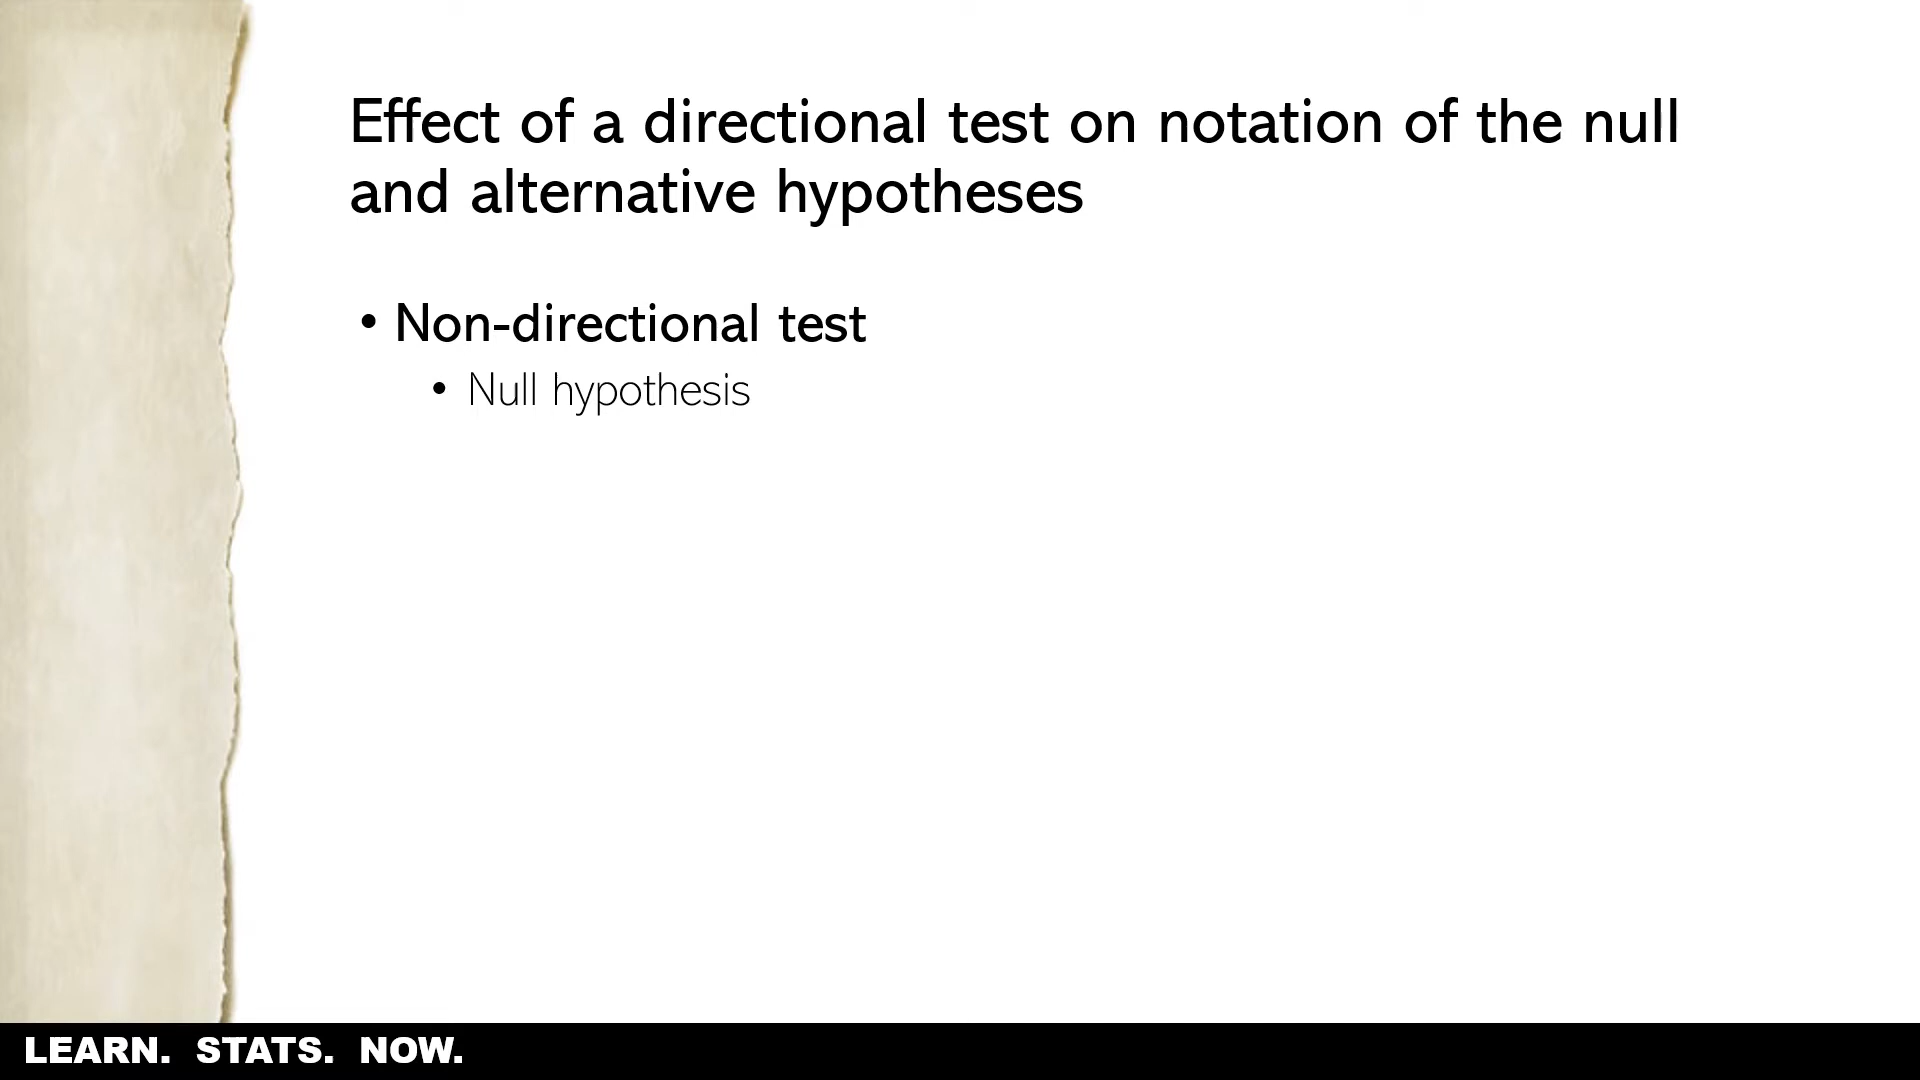 Effect of a directional test on notation of the null
and alternative hypotheses
• Non-directional test
• Null hypothesis
LEARN. STATS. NOW.